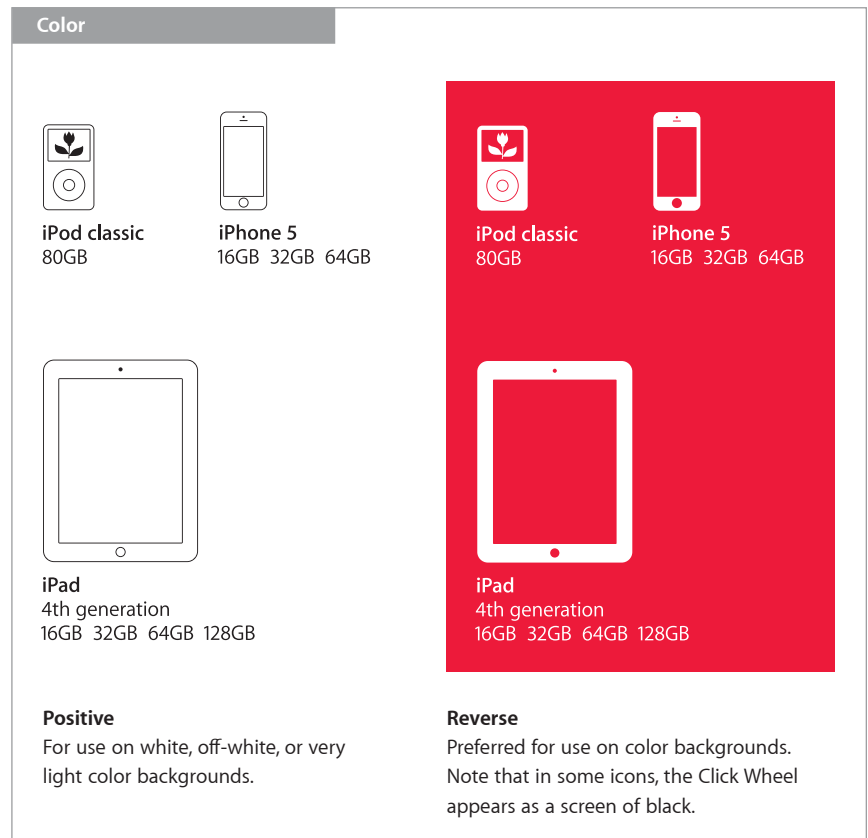 Color
iPod classic
80GB
iPhone 5
16GB 32GB 64GB
iPad
4th generation
16GB 32GB 64GB 128GB
Positive
For use on white, off-white, or very
light color backgrounds.
iPod classic
80GB
iPhone 5
16GB 32GB 64GB
iPad
4th generation
16GB 32GB 64GB 128GB
Reverse
Preferred for use on color backgrounds.
Note that in some icons, the Click Wheel
appears as a screen of black.